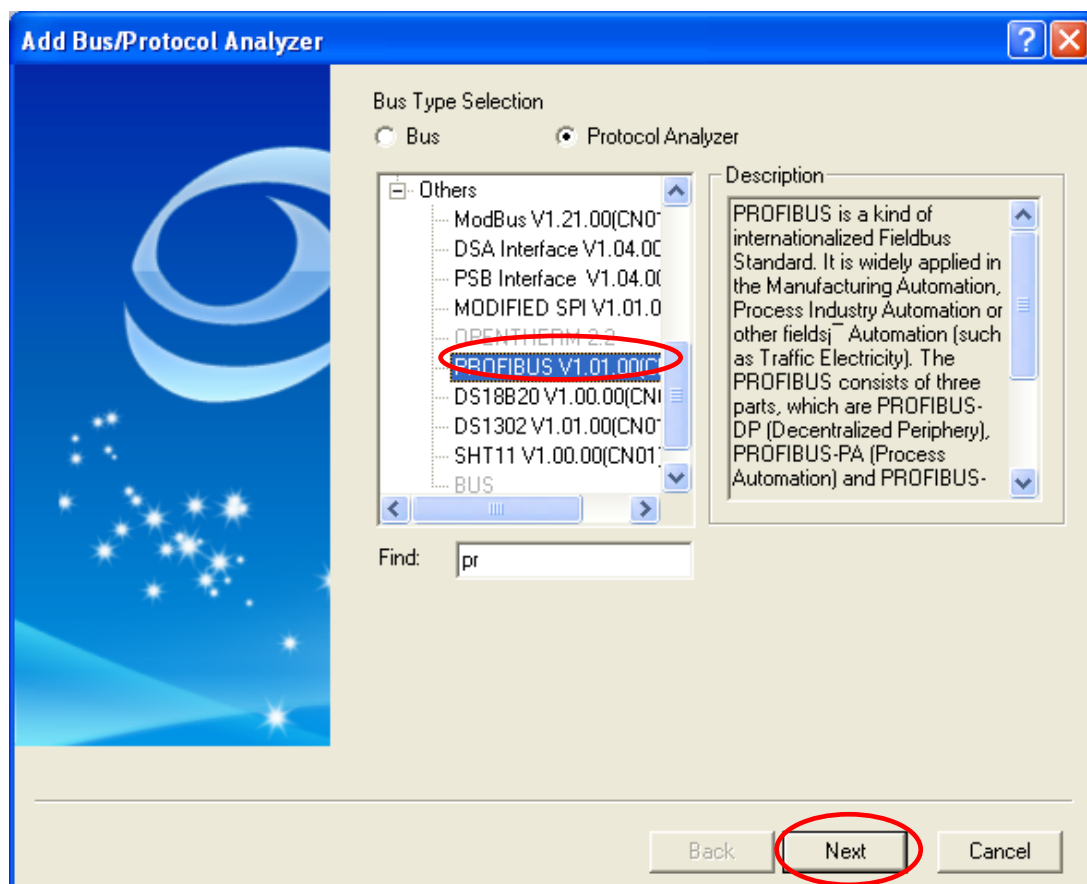 Add Bus/Protocol Analyzer
Bus Type Selection
Bus
Protocol Analyzer
Others
ModBus V1.21.00(CN01
DSA Interface V1.04.00
PSB Interface V1.04.00
MODIFIED SPI V1.01.0
OPENTHERM 2.2
PROFIBUS V1.01.00(C
DS18B20 V1.00.00(CN
DS1302 V1.01.00(CN0
SHT11 V1.00.00(CN01
BUS
Description
PROFIBUS is a kind of
internationalized Fieldbus
Standard. It is widely applied in
the Manufacturing Automation,
Process Industry Automation or
other fields¡¯ Automation (such
as Traffic Electricity). The
PROFIBUS consists of three
parts, which are PROFIBUS-
DP (Decentralized Periphery),
PROFIBUS-PA (Process
Automation) and PROFIBUS-
Find:
pr
Back
Next
Cancel